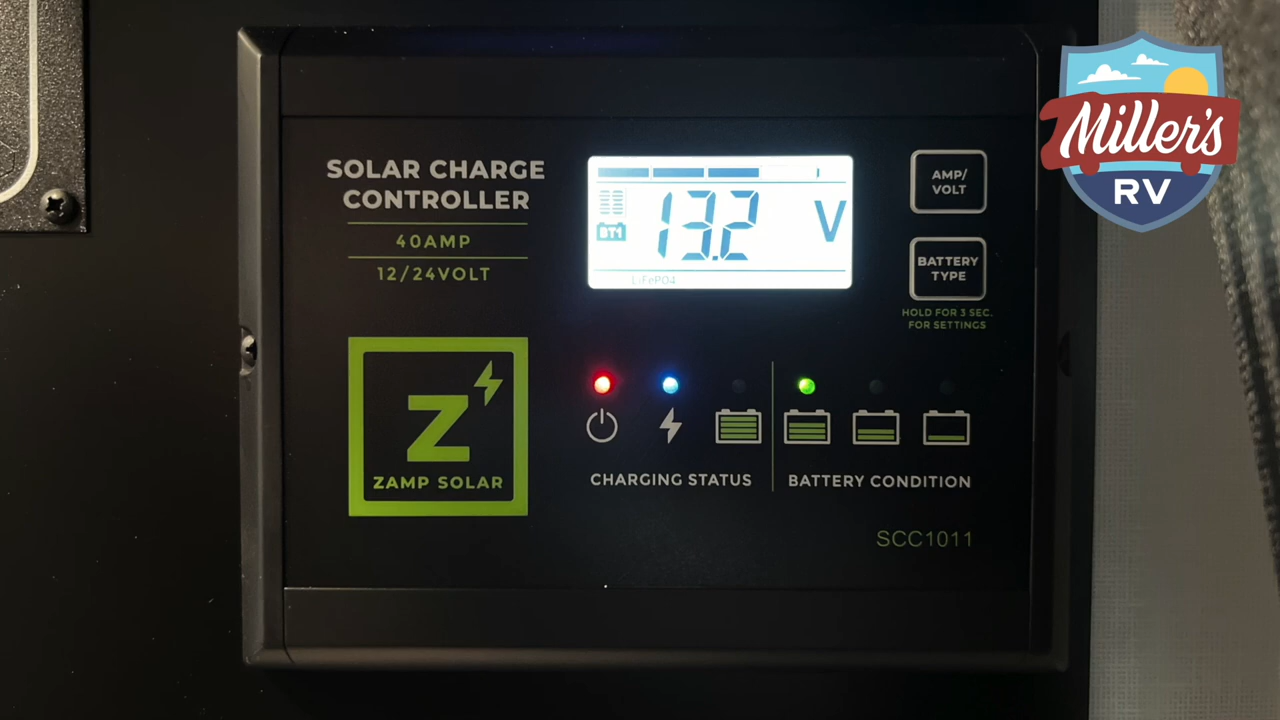 SOLAR CHARGE
CONTROLLER
40AMP
12/24VOLT
BT1
13.2 V
LiFePO4
AMP/
VOLT
BATTERY
TYPE
HOLD FOR 3 SEC.
FOR SETTINGS
Z
ZAMP SOLAR
CHARGING STATUS
BATTERY CONDITION
SCC1011
Miller's
RV